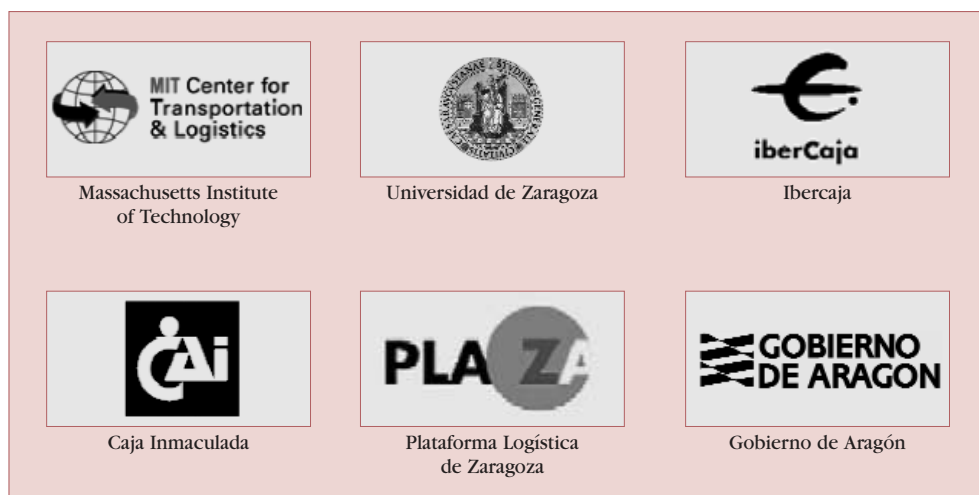 MIT Center for
Transportation
& Logistics
Massachusetts Institute
of Technology
Universidad de Zaragoza
iberCaja
Ibercaja
CAi
Caja Inmaculada
PLAZA
Plataforma Logística
de Zaragoza
GOBIERNO
DE ARAGON
Gobierno de Aragón